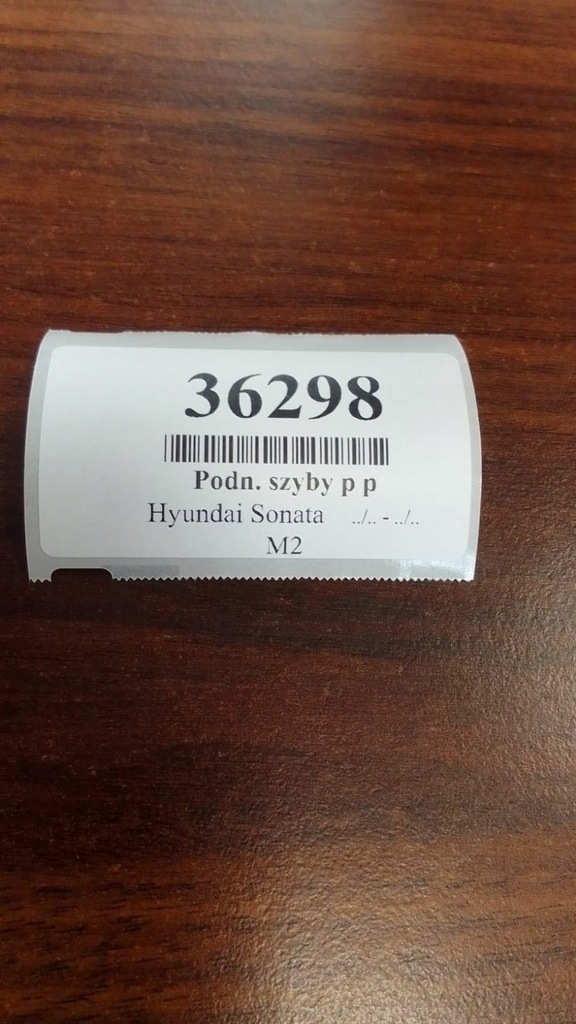 36298
Podn. szyby p p
Hyundai Sonata ../.. - ../..
M2